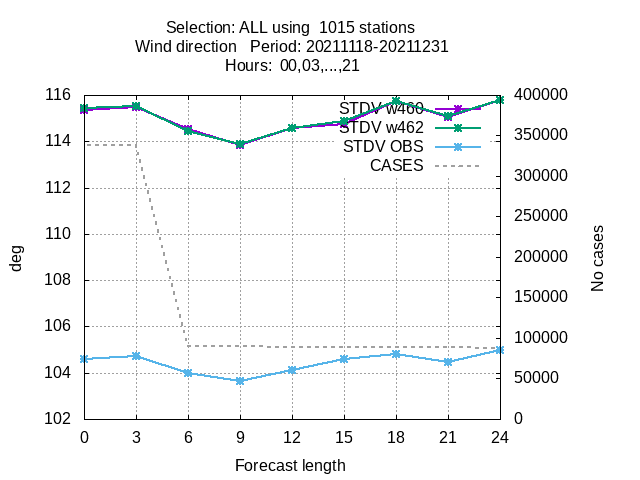 Selection: ALL using  1015 stations
Wind direction   Period: 20211118-20211231
Hours:  00,03,...,21
116
114
112
110
108
106
104
102
400000
350000
300000
250000
200000
150000
100000
50000
0
STDV w460
STDV w462
STDV OBS
CASES
deg
No cases
0 3 6 9 12 15 18 21 24
Forecast length